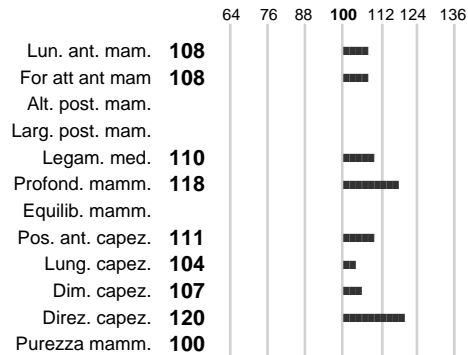 64 76 88 100 112 124 136
Lun. ant. mam. 108
For att ant mam 108
Alt. post. mam.
Larg. post. mam.
Legam. med. 110
Profond. mamm. 118
Equilib. mamm.
Pos. ant. capez. 111
Lung. capez. 104
Dim. capez. 107
Direz. capez. 120
Purezza mamm. 100